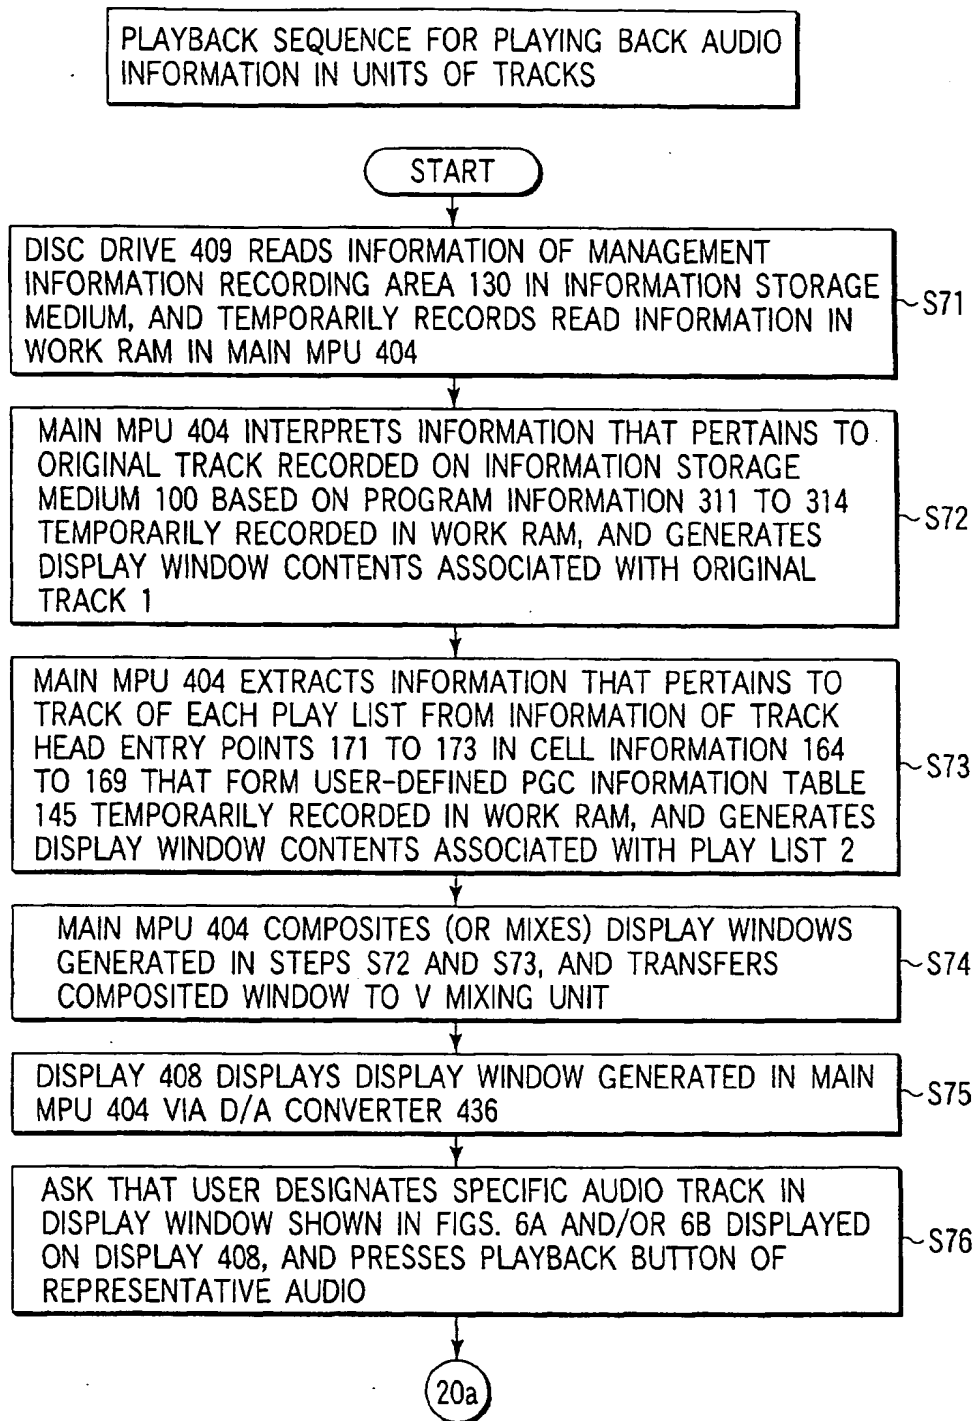 PLAYBACK SEQUENCE FOR PLAYING BACK AUDIO
INFORMATION IN UNITS OF TRACKS
START
DISC DRIVE 409 READS INFORMATION OF MANAGEMENT
INFORMATION RECORDING AREA 130 IN INFORMATION STORAGE
MEDIUM, AND TEMPORARILY RECORDS READ INFORMATION IN
WORK RAM IN MAIN MPU 404
S71
MAIN MPU 404 INTERPRETS INFORMATION THAT PERTAINS TO
ORIGINAL TRACK RECORDED ON INFORMATION STORAGE
MEDIUM 100 BASED ON PROGRAM INFORMATION 311 TO 314
TEMPORARILY RECORDED IN WORK RAM, AND GENERATES
DISPLAY WINDOW CONTENTS ASSOCIATED WITH ORIGINAL
TRACK 1
S72
MAIN MPU 404 EXTRACTS INFORMATION THAT PERTAINS TO
TRACK OF EACH PLAY LIST FROM INFORMATION OF TRACK
HEAD ENTRY POINTS 171 TO 173 IN CELL INFORMATION 164
TO 169 THAT FORM USER-DEFINED PGC INFORMATION TABLE
145 TEMPORARILY RECORDED IN WORK RAM, AND GENERATES
DISPLAY WINDOW CONTENTS ASSOCIATED WITH PLAY LIST 2
S73
MAIN MPU 404 COMPOSITES (OR MIXES) DISPLAY WINDOWS
GENERATED IN STEPS S72 AND S73, AND TRANSFERS
COMPOSITED WINDOW TO V MIXING UNIT
S74
DISPLAY 408 DISPLAYS DISPLAY WINDOW GENERATED IN MAIN
MPU 404 VIA D/A CONVERTER 436
S75
ASK THAT USER DESIGNATES SPECIFIC AUDIO TRACK IN
DISPLAY WINDOW SHOWN IN FIGS. 6A AND/OR 6B DISPLAYED
ON DISPLAY 408, AND PRESSES PLAYBACK BUTTON OF
REPRESENTATIVE AUDIO
S76
20a